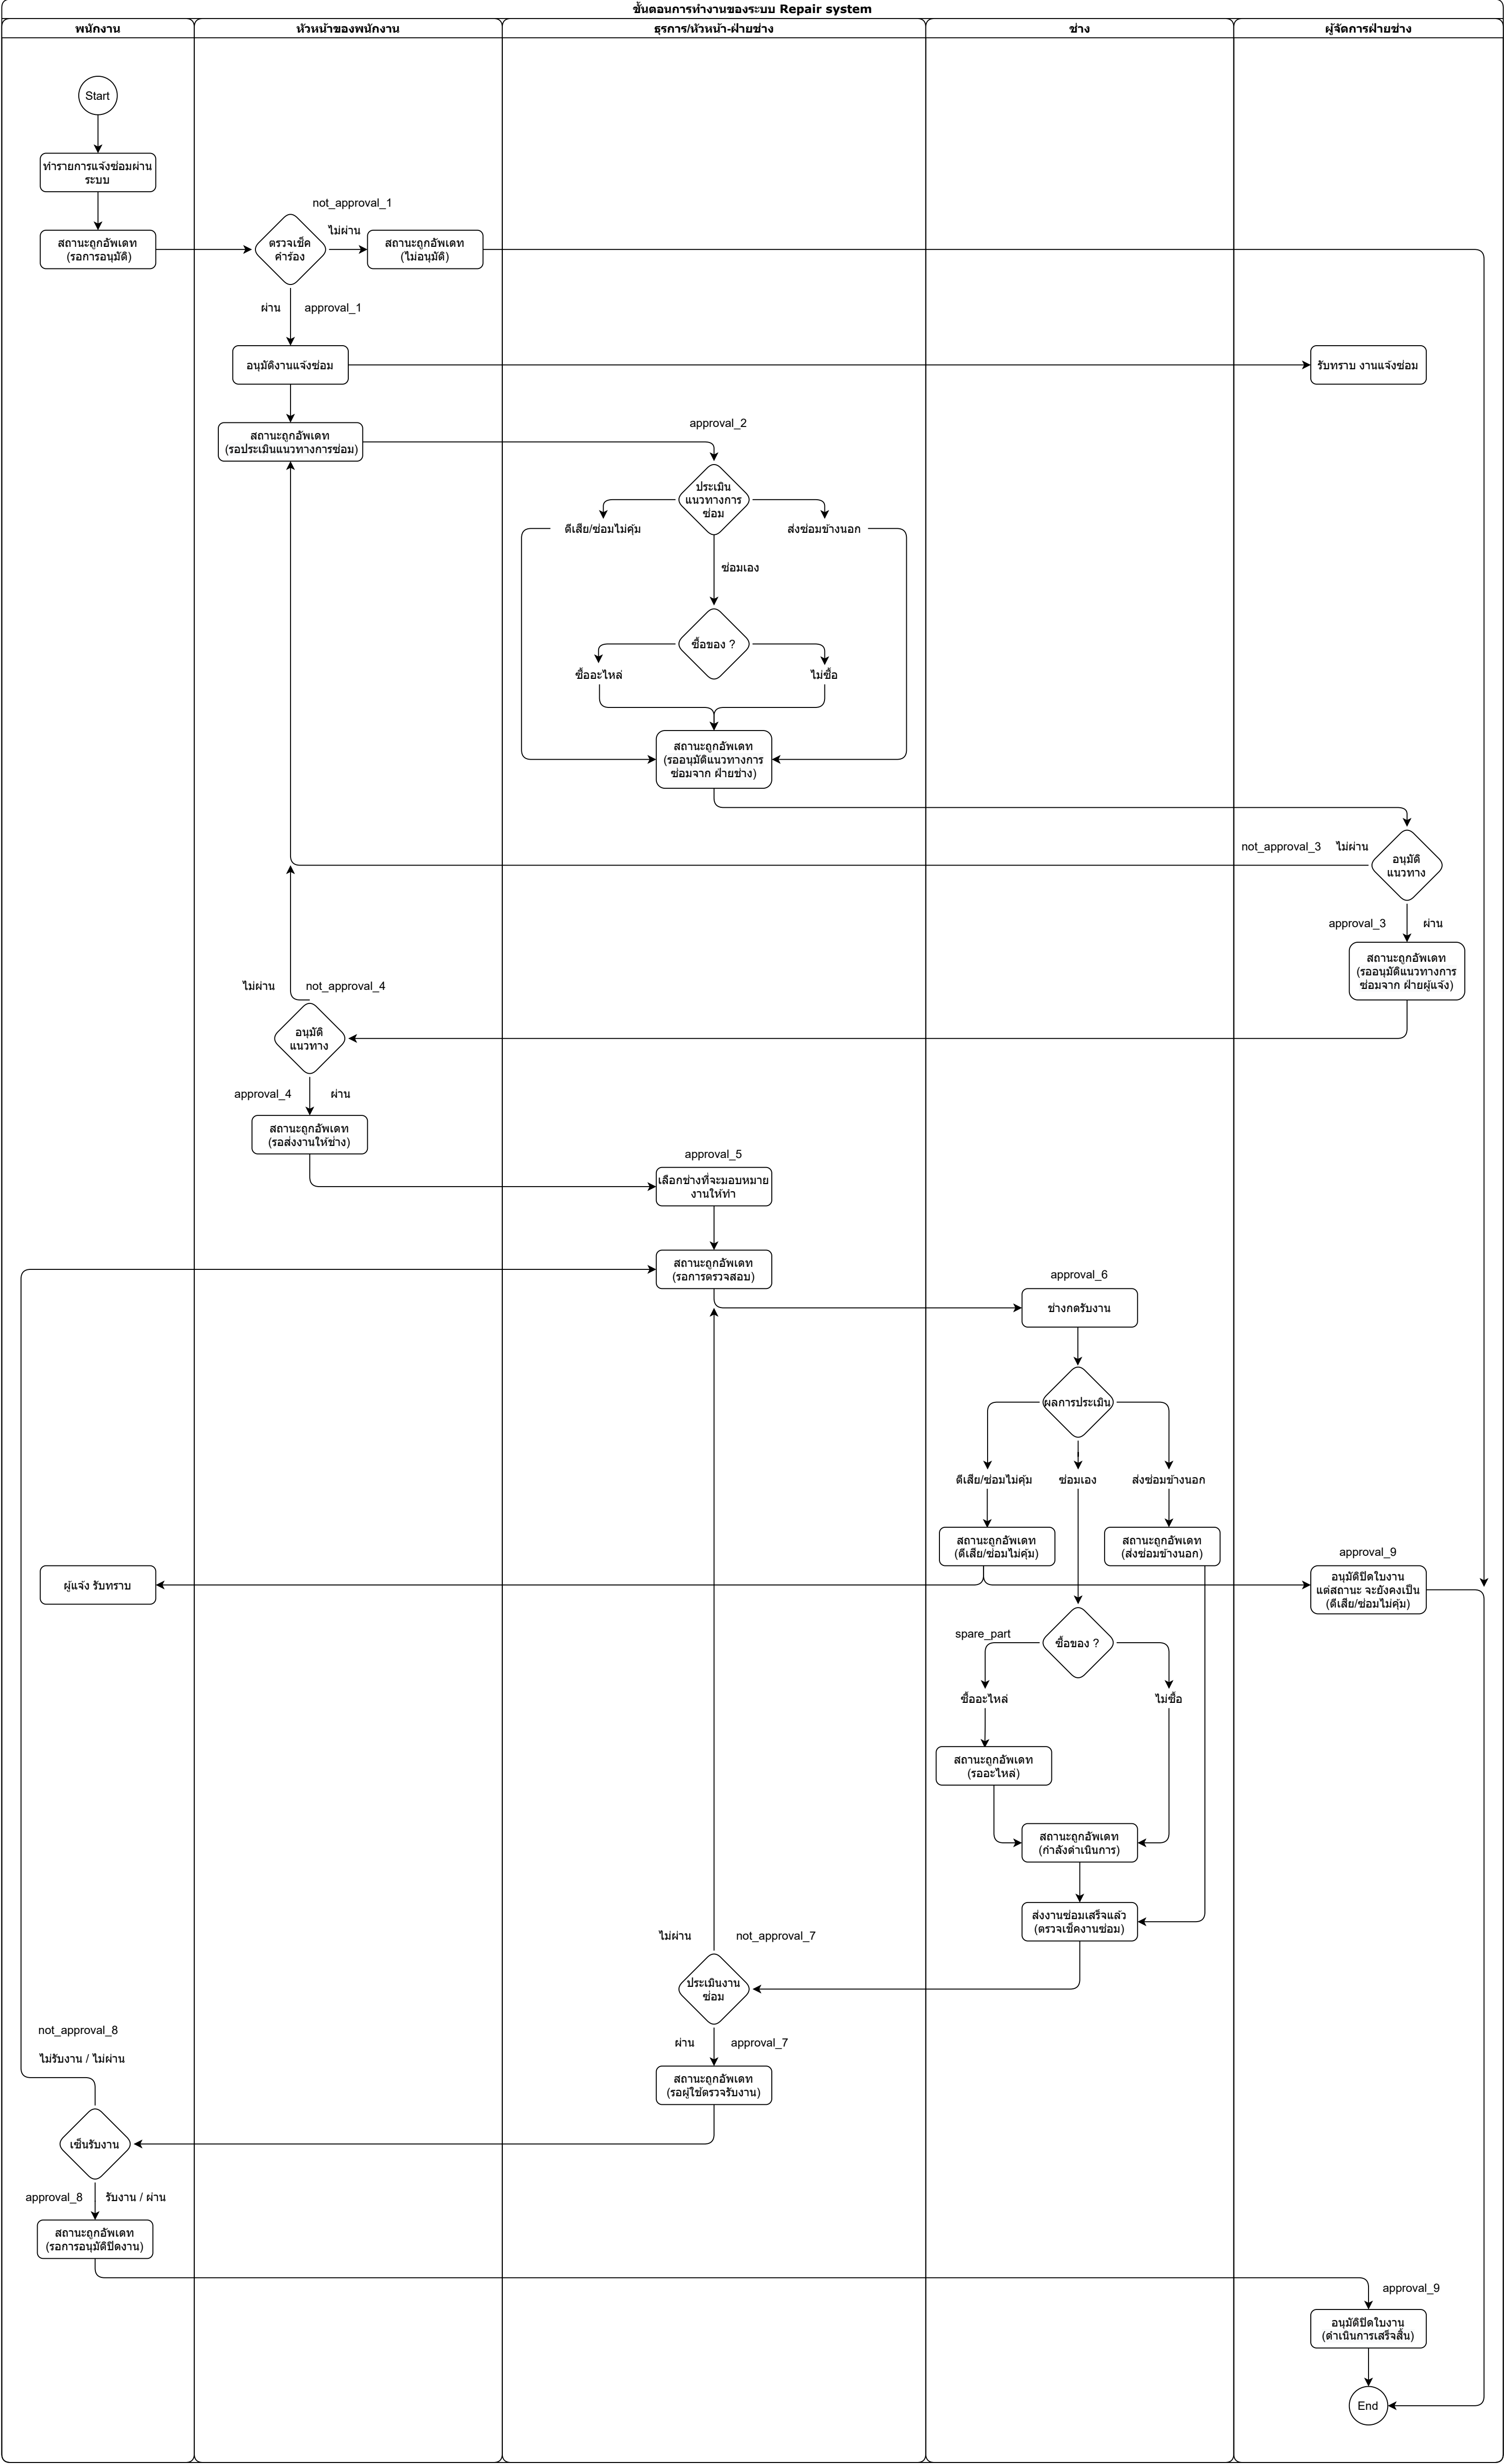 ขั้นตอนการทำงานของระบบ Repair system
พนักงาน
หัวหน้าของพนักงาน
ธุรการ/หัวหน้า-ฝ่ายช่าง
ช่าง
ผู้จัดการฝ่ายช่าง
Start
ทำรายการแจ้งซ่อมผ่าน
ระบบ
สถานะถูกอัพเดท
(รอการอนุมัติ)
ตรวจเช็ค
คำร้อง
not_approval_1
ไม่ผ่าน
สถานะถูกอัพเดท
(ไม่อนุมัติ)
ผ่าน
approval_1
อนุมัติงานแจ้งซ่อม
รับทราบ งานแจ้งซ่อม
สถานะถูกอัพเดท
(รอประเมินแนวทางการซ่อม)
approval_2
ประเมิน
แนวทางการ
ซ่อม
ตีเสีย/ซ่อมไม่คุ้ม
ส่งซ่อมข้างนอก
ซ่อมเอง
ซื้อของ ?
ซื้ออะไหล่
ไม่ซื้อ
สถานะถูกอัพเดท
(รออนุมัติแนวทางการ
ซ่อมจาก ฝ่ายช่าง)
not_approval_3
ไม่ผ่าน
อนุมัติ
แนวทาง
approval_3
ผ่าน
สถานะถูกอัพเดท
(รออนุมัติแนวทางการ
ซ่อมจาก ฝ่ายผู้แจ้ง)
ไม่ผ่าน
not_approval_4
อนุมัติ
แนวทาง
approval_4
ผ่าน
สถานะถูกอัพเดท
(รอส่งงานให้ช่าง)
approval_5
เลือกช่างที่จะมอบหมาย
งานให้ทำ
สถานะถูกอัพเดท
(รอการตรวจสอบ)
approval_6
ช่างกดรับงาน
ผลการประเมิน
ตีเสีย/ซ่อมไม่คุ้ม
ซ่อมเอง
ส่งซ่อมข้างนอก
สถานะถูกอัพเดท
(ตีเสีย/ซ่อมไม่คุ้ม)
สถานะถูกอัพเดท
(ส่งซ่อมข้างนอก)
ผู้แจ้ง รับทราบ
approval_9
อนุมัติปิดใบงาน
แต่สถานะ จะยังคงเป็น
(ตีเสีย/ซ่อมไม่คุ้ม)
spare_part
ซื้อของ ?
ซื้ออะไหล่
ไม่ซื้อ
สถานะถูกอัพเดท
(รออะไหล่)
สถานะถูกอัพเดท
(กำลังดำเนินการ)
ส่งงานซ่อมเสร็จแล้ว
(ตรวจเช็คงานซ่อม)
ไม่ผ่าน
not_approval_7
ประเมินงาน
ซ่อม
ผ่าน
approval_7
สถานะถูกอัพเดท
(รอผู้ใช้ตรวจรับงาน)
not_approval_8
ไม่รับงาน / ไม่ผ่าน
เซ็นรับงาน
approval_8
รับงาน / ผ่าน
สถานะถูกอัพเดท
(รอการอนุมัติปิดงาน)
approval_9
อนุมัติปิดใบงาน
(ดำเนินการเสร็จสิ้น)
End